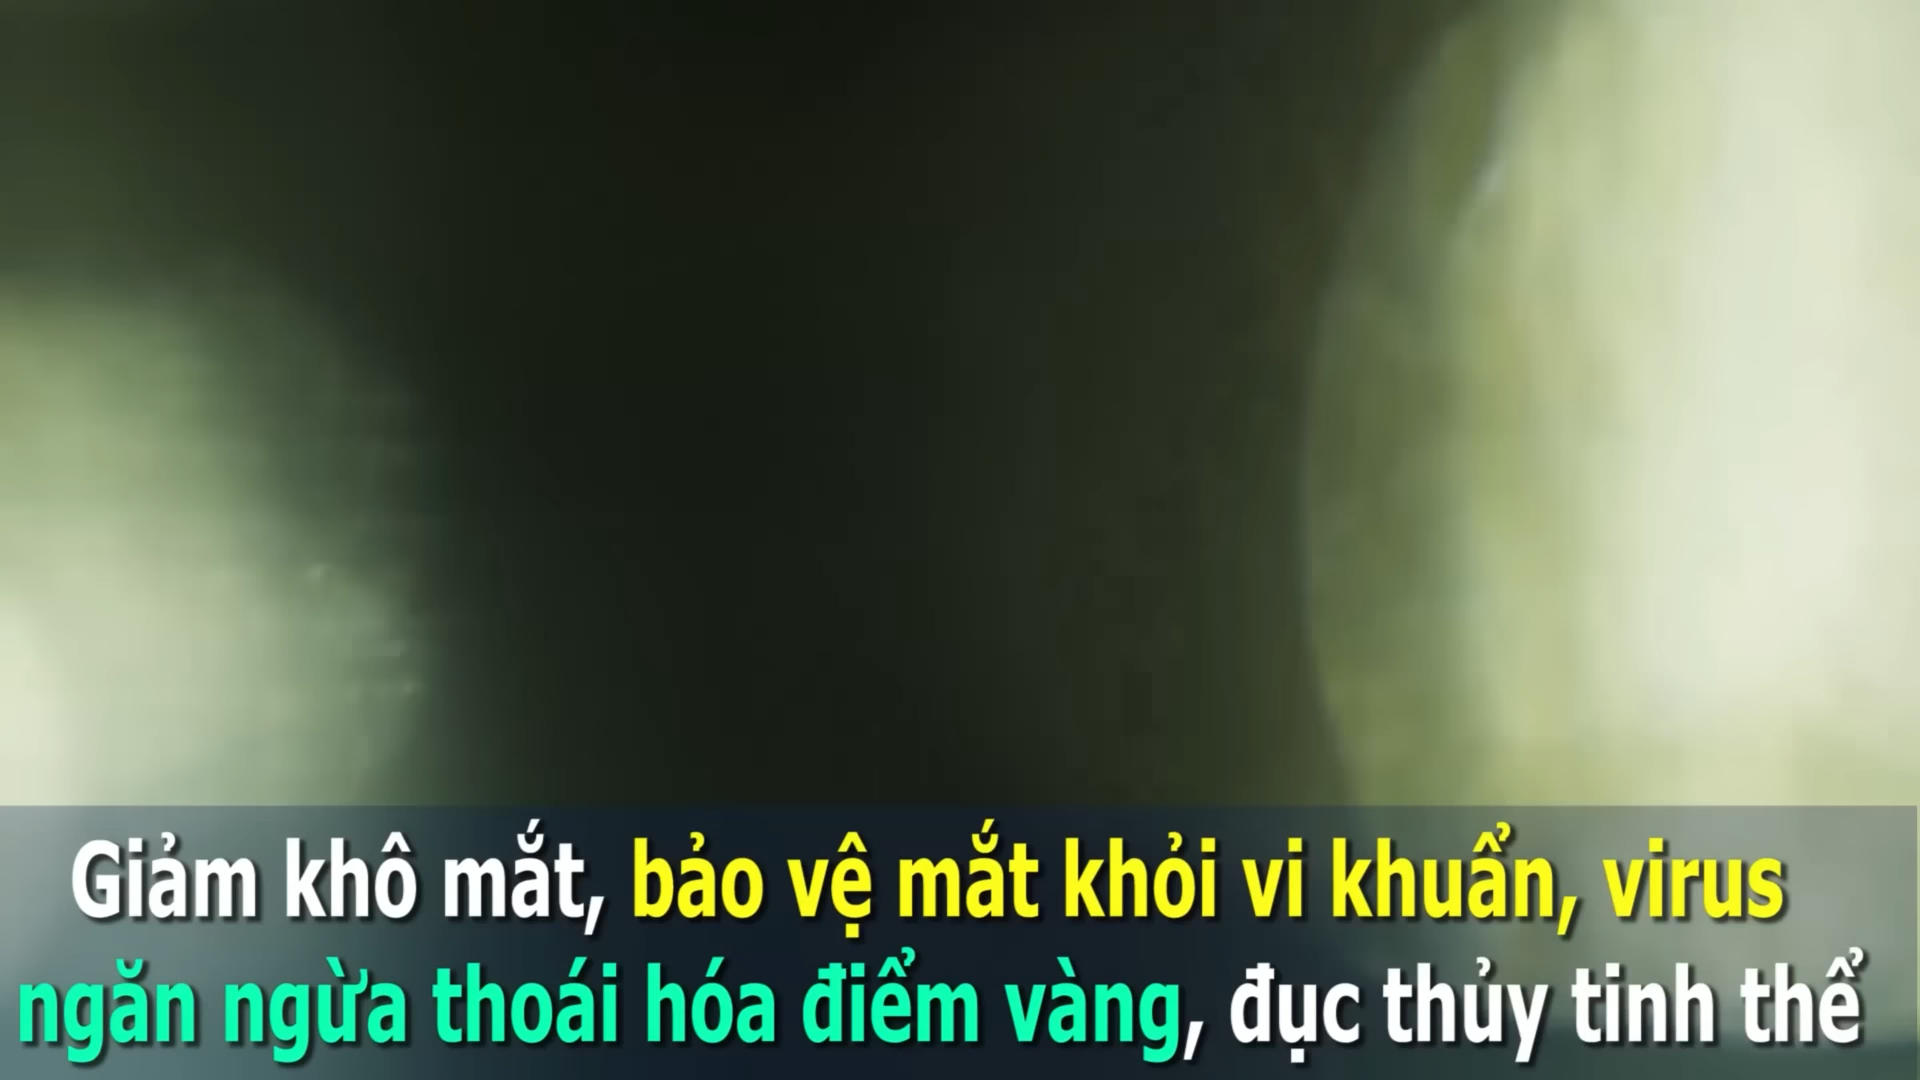 Giảm khô mắt, bảo vệ mắt khỏi vi khuẩn, virus
ngăn ngừa thoái hóa điểm vàng, đục thủy tinh thể